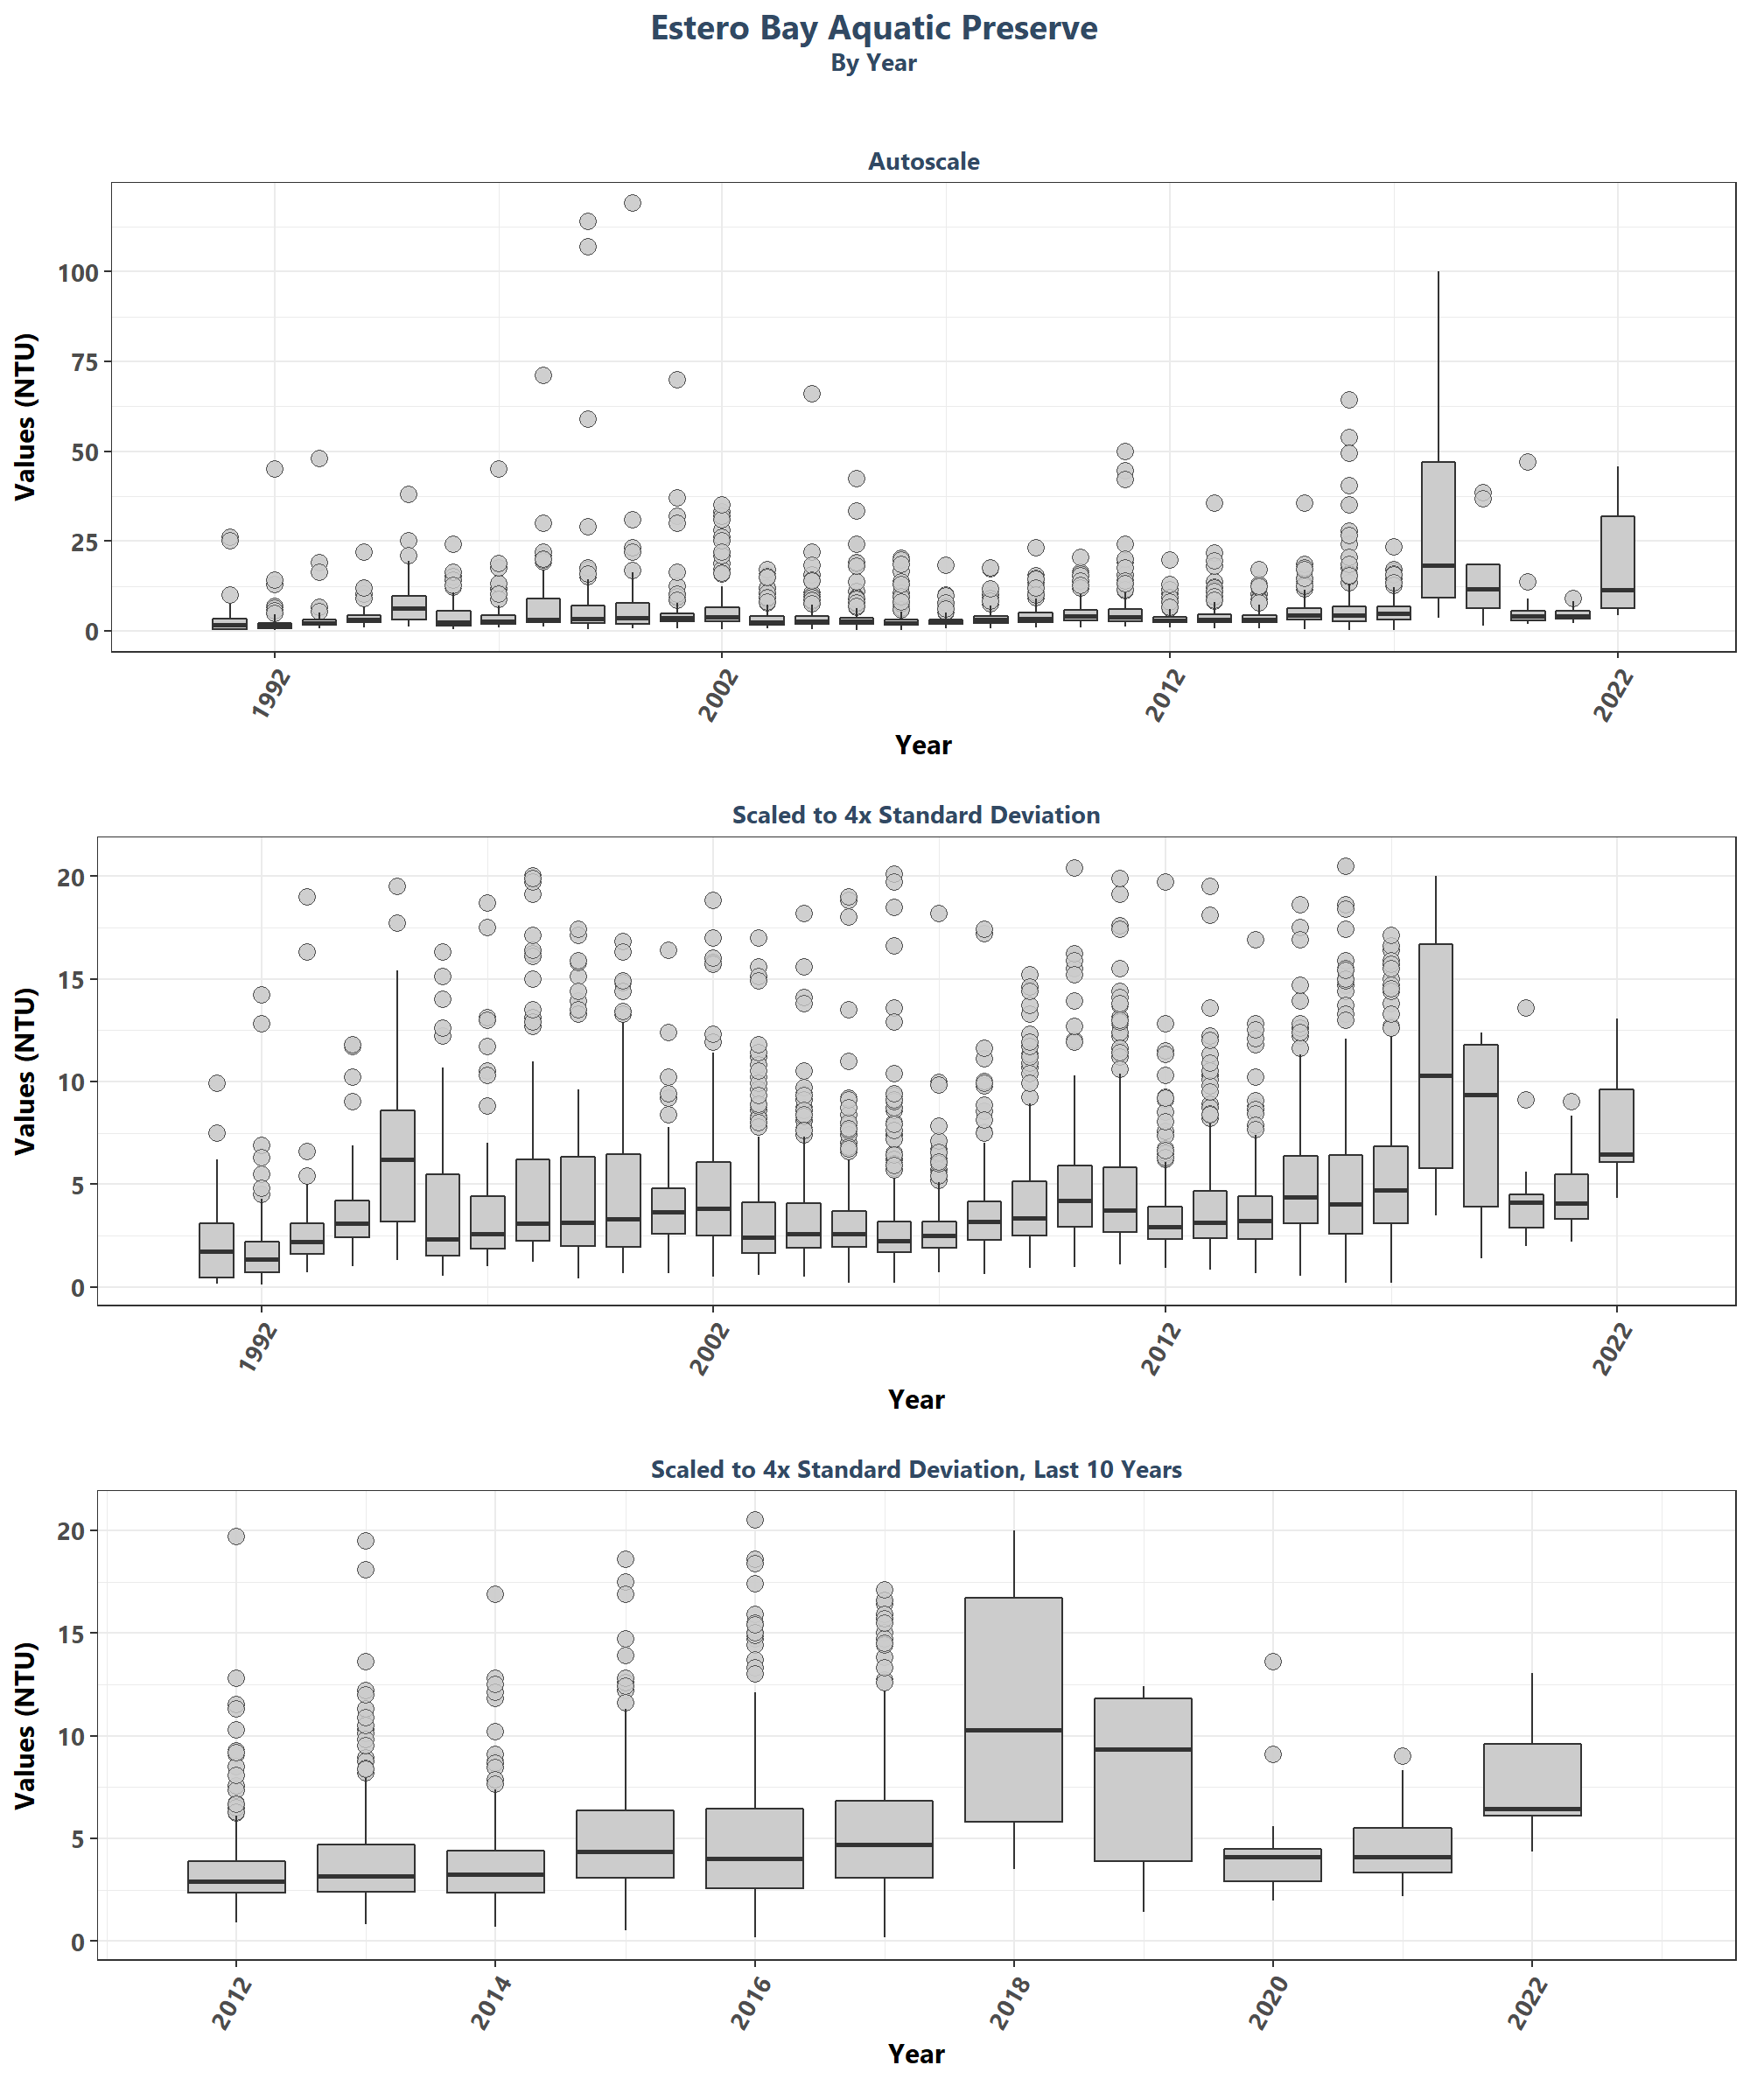 Estero Bay Aquatic Preserve
By Year
Autoscale
Values (NTU)
100
75
50
25
0
1992
2002
2012
2022
Year
Scaled to 4x Standard Deviation
Values (NTU)
20
15
10
5
0
1992
2002
2012
2022
Year
Scaled to 4x Standard Deviation, Last 10 Years
Values (NTU)
20
15
10
5
0
2012
2014
2016
2018
2020
2022
Year